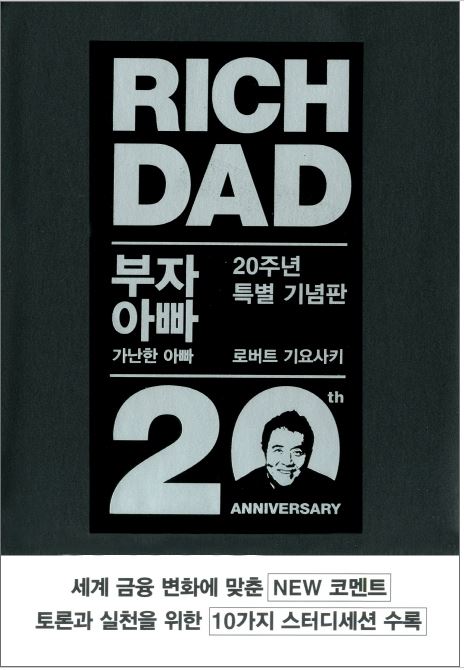 RICH
DAD
부자
아빠
가난한 아빠
20주년
특별 기념판
로버트 기요사키
20th
ANNIVERSARY
세계 금융 변화에 맞춘 NEW 코멘트
토론과 실천을 위한 10가지 스터디세션 수록